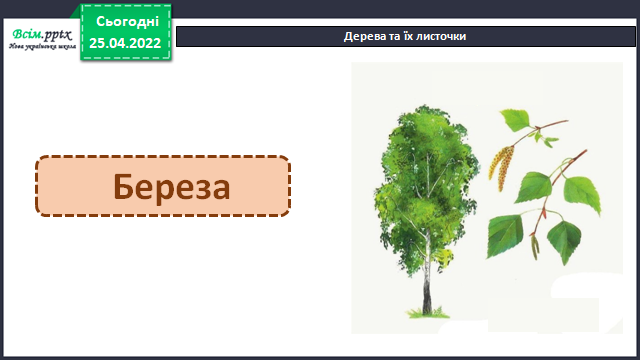 Всім.pptx
Нова українська школа
Сьогодні
25.04.2022
Дерева та їх листочки
Береза